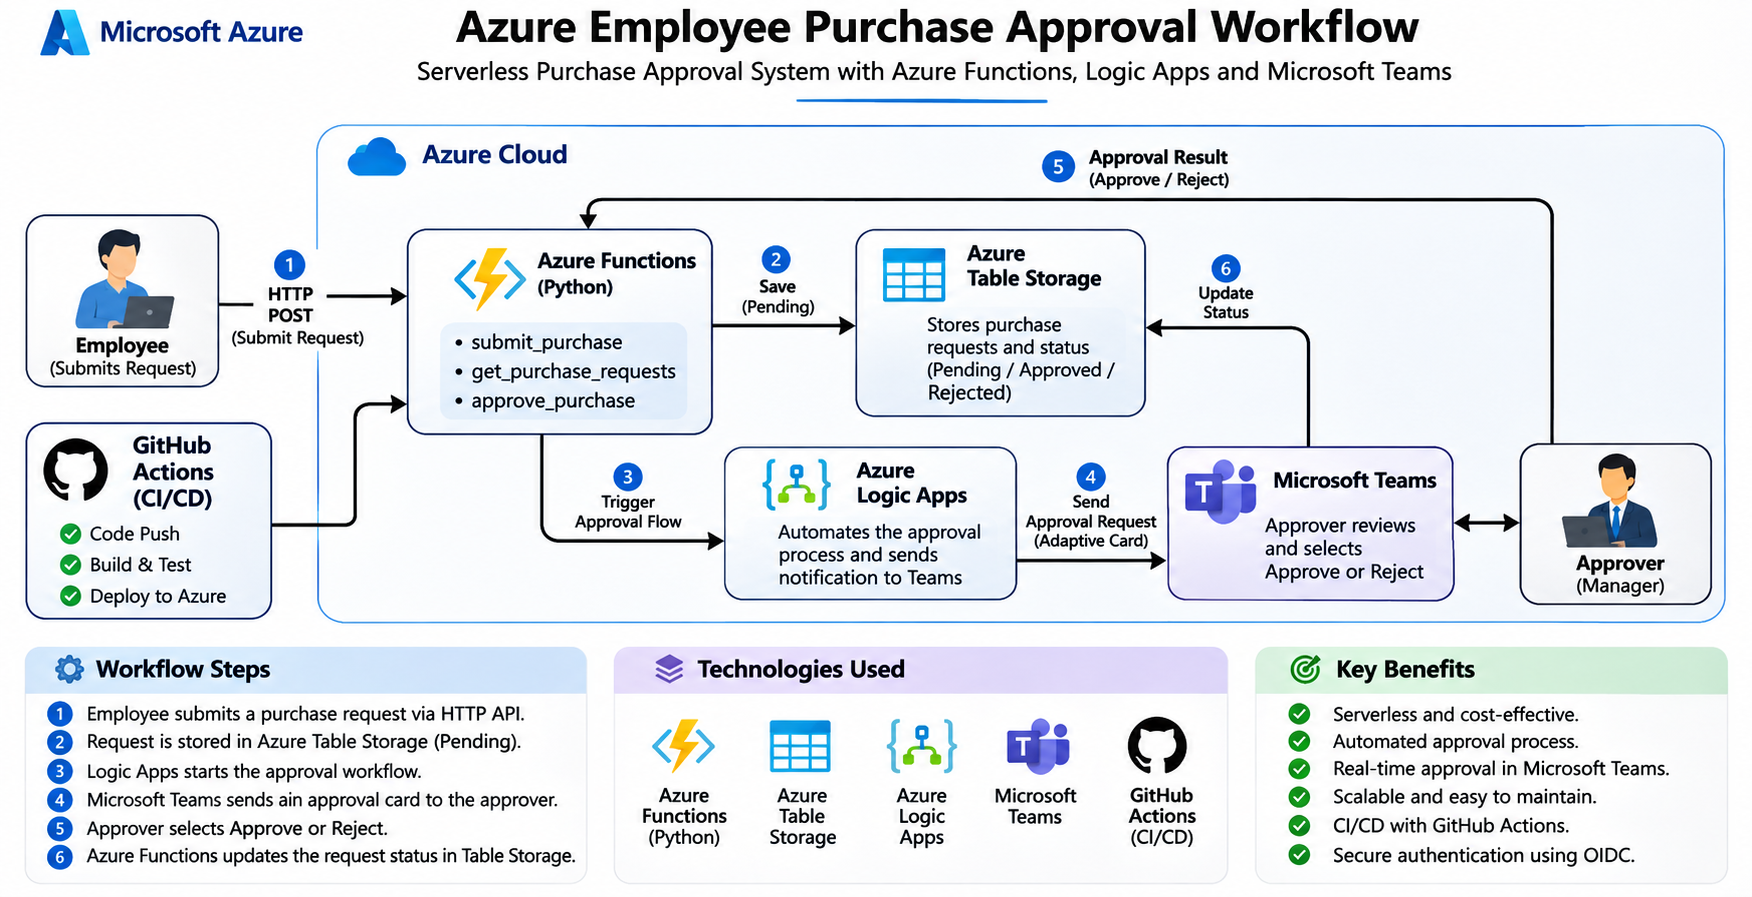 Microsoft Azure
Azure Employee Purchase Approval Workflow
Serverless Purchase Approval System with Azure Functions, Logic Apps and Microsoft Teams
Azure Cloud
5
Approval Result
(Approve / Reject)
Employee
(Submits Request)
1
HTTP
POST
(Submit Request)
Azure Functions
(Python)
• submit_purchase
• get_purchase_requests
• approve_purchase
2
Save
(Pending)
Azure
Table Storage
Stores purchase
requests and status
(Pending / Approved /
Rejected)
6
Update
Status
GitHub
Actions
(CI/CD)
Code Push
Build & Test
Deploy to Azure
3
Trigger
Approval Flow
Azure
Logic Apps
Automates the approval
process and sends
notification to Teams
4
Send
Approval Request
(Adaptive Card)
T
Microsoft Teams
Approver reviews
and selects
Approve or Reject
Approver
(Manager)
Workflow Steps
1 Employee submits a purchase request via HTTP API.
2 Request is stored in Azure Table Storage (Pending).
3 Logic Apps starts the approval workflow.
4 Microsoft Teams sends ain approval card to the approver.
5 Approver selects Approve or Reject.
6 Azure Functions updates the request status in Table Storage.
Technologies Used
Azure
Functions
(Python)
Azure
Table
Storage
Azure
Logic
Apps
T
Microsoft
Teams
GitHub
Actions
(CI/CD)
Key Benefits
Serverless and cost-effective.
Automated approval process.
Real-time approval in Microsoft Teams.
Scalable and easy to maintain.
CI/CD with GitHub Actions.
Secure authentication using OIDC.